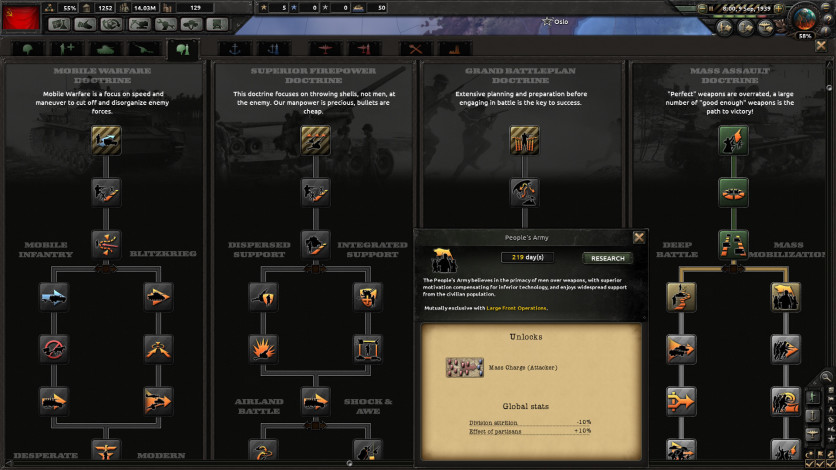 55%
1252
14,03M
129
5
0
0
50
6:00, 9 Sep, 1939
58%
Oslo
MOBILE WARFARE DOCTRINE
Mobile Warfare is a focus on speed and
maneuver to cut off and disorganize enemy
forces.
SUPERIOR FIREPOWER DOCTRINE
This doctrine focuses on throwing shells, not men, at
the enemy. Our manpower is precious, bullets are
cheap.
GRAND BATTLEPLAN DOCTRINE
Extensive planning and preparation before
engaging in battle is the key to success.
MASS ASSAULT DOCTRINE
"Perfect" weapons are overrated, a large
number of "good enough" weapons is the
path to victory!
MOBILE INFANTRY
BLITZKRIEG
DISPERSED SUPPORT
INTEGRATED SUPPORT
DEEP BATTLE
MASS MOBILIZATION
People's Army
219 day(s)
RESEARCH
The People's Army believes in the primacy of men over weapons, with superior
motivation compensating for inferior technology, and enjoys widespread support
from the civilian population.
Mutually exclusive with Large Front Operations.
Unlocks
Mass Charge (Attacker)
Global stats
Division attrition -10%
Effect of partisans +10%
AIRLAND BATTLE
SHOCK & AWE
DESPERATE
MODERN